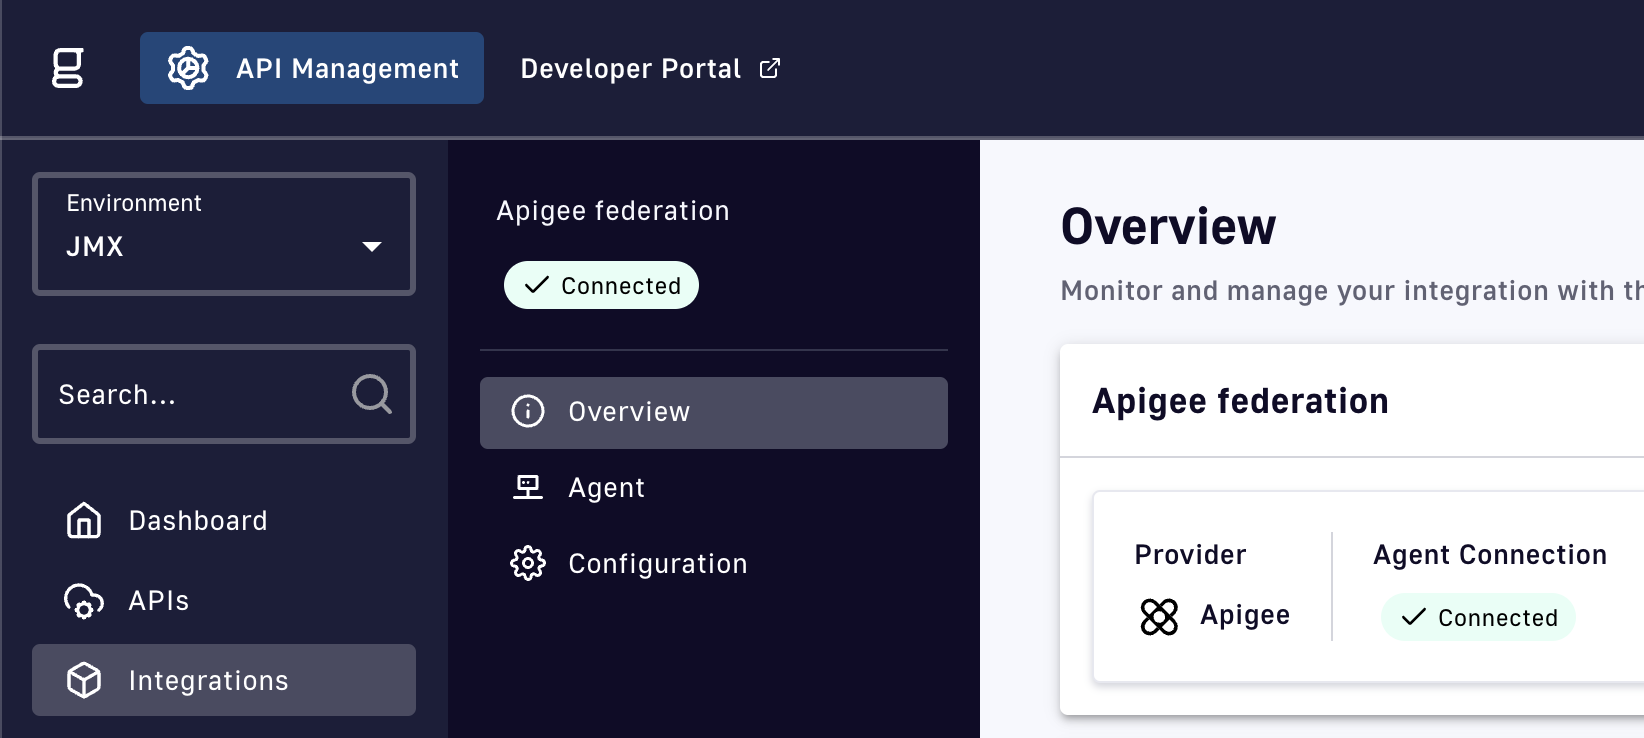 g
API Management
Developer Portal
Environment
JMX
Search...
Dashboard
APIs
Integrations
Apigee federation
Connected
Overview
Agent
Configuration
Overview
Monitor and manage your integration with th
Apigee federation
Provider
Apigee
Agent Connection
Connected